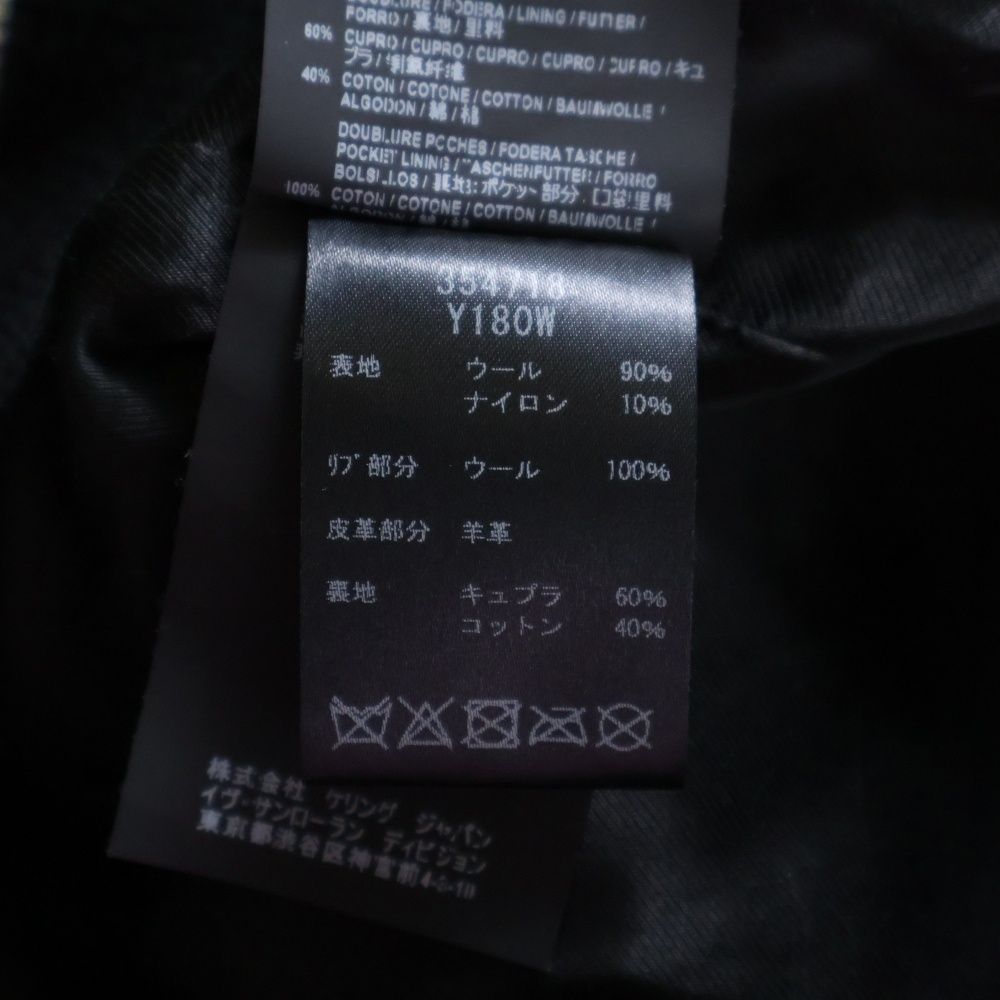 DOUBLURE / FODERA / LINING / FUTTER /
FORRO / 裏地 / 里料
60% CUPRO / CUPRO / CUPRO / CUPRO / CUPRO / キュ
プラ /
40% COTON / COTONE / COTTON / BAUMWOLLE /
ALGODON / 綿 / 棉
DOUBLURE POCHES / FODERA TASCHE /
POCKET LINING / TASCHENFUTTER / FORRO
BOLSILLOS / 裏地:ポケット部分 / 口袋里料
100% COTON / COTONE / COTTON / BAUMWOLLE /
354718
Y180W
表地 ウール 90%
ナイロン 10%
リブ部分 ウール 100%
皮革部分 羊革
裏地 キュプラ 60%
コットン 40%
株式会社 ケリング ジャパン
イヴ・サンローラン ディビジョン
東京都渋谷区神宮前4-6-10